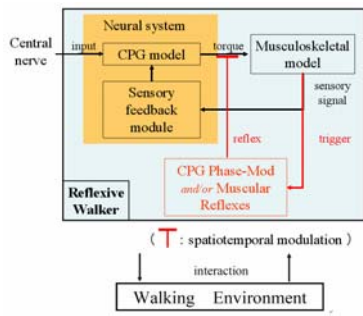 Neural system
Central
nerve
input
CPG model
torque
Musculoskeletal
model
sensory
signal
Sensory
feedback
module
reflex
trigger
CPG Phase-Mod
and/or Muscular
Reflexes
Reflexive
Walker
( T : spatiotemporal modulation )
interaction
Walking Environment